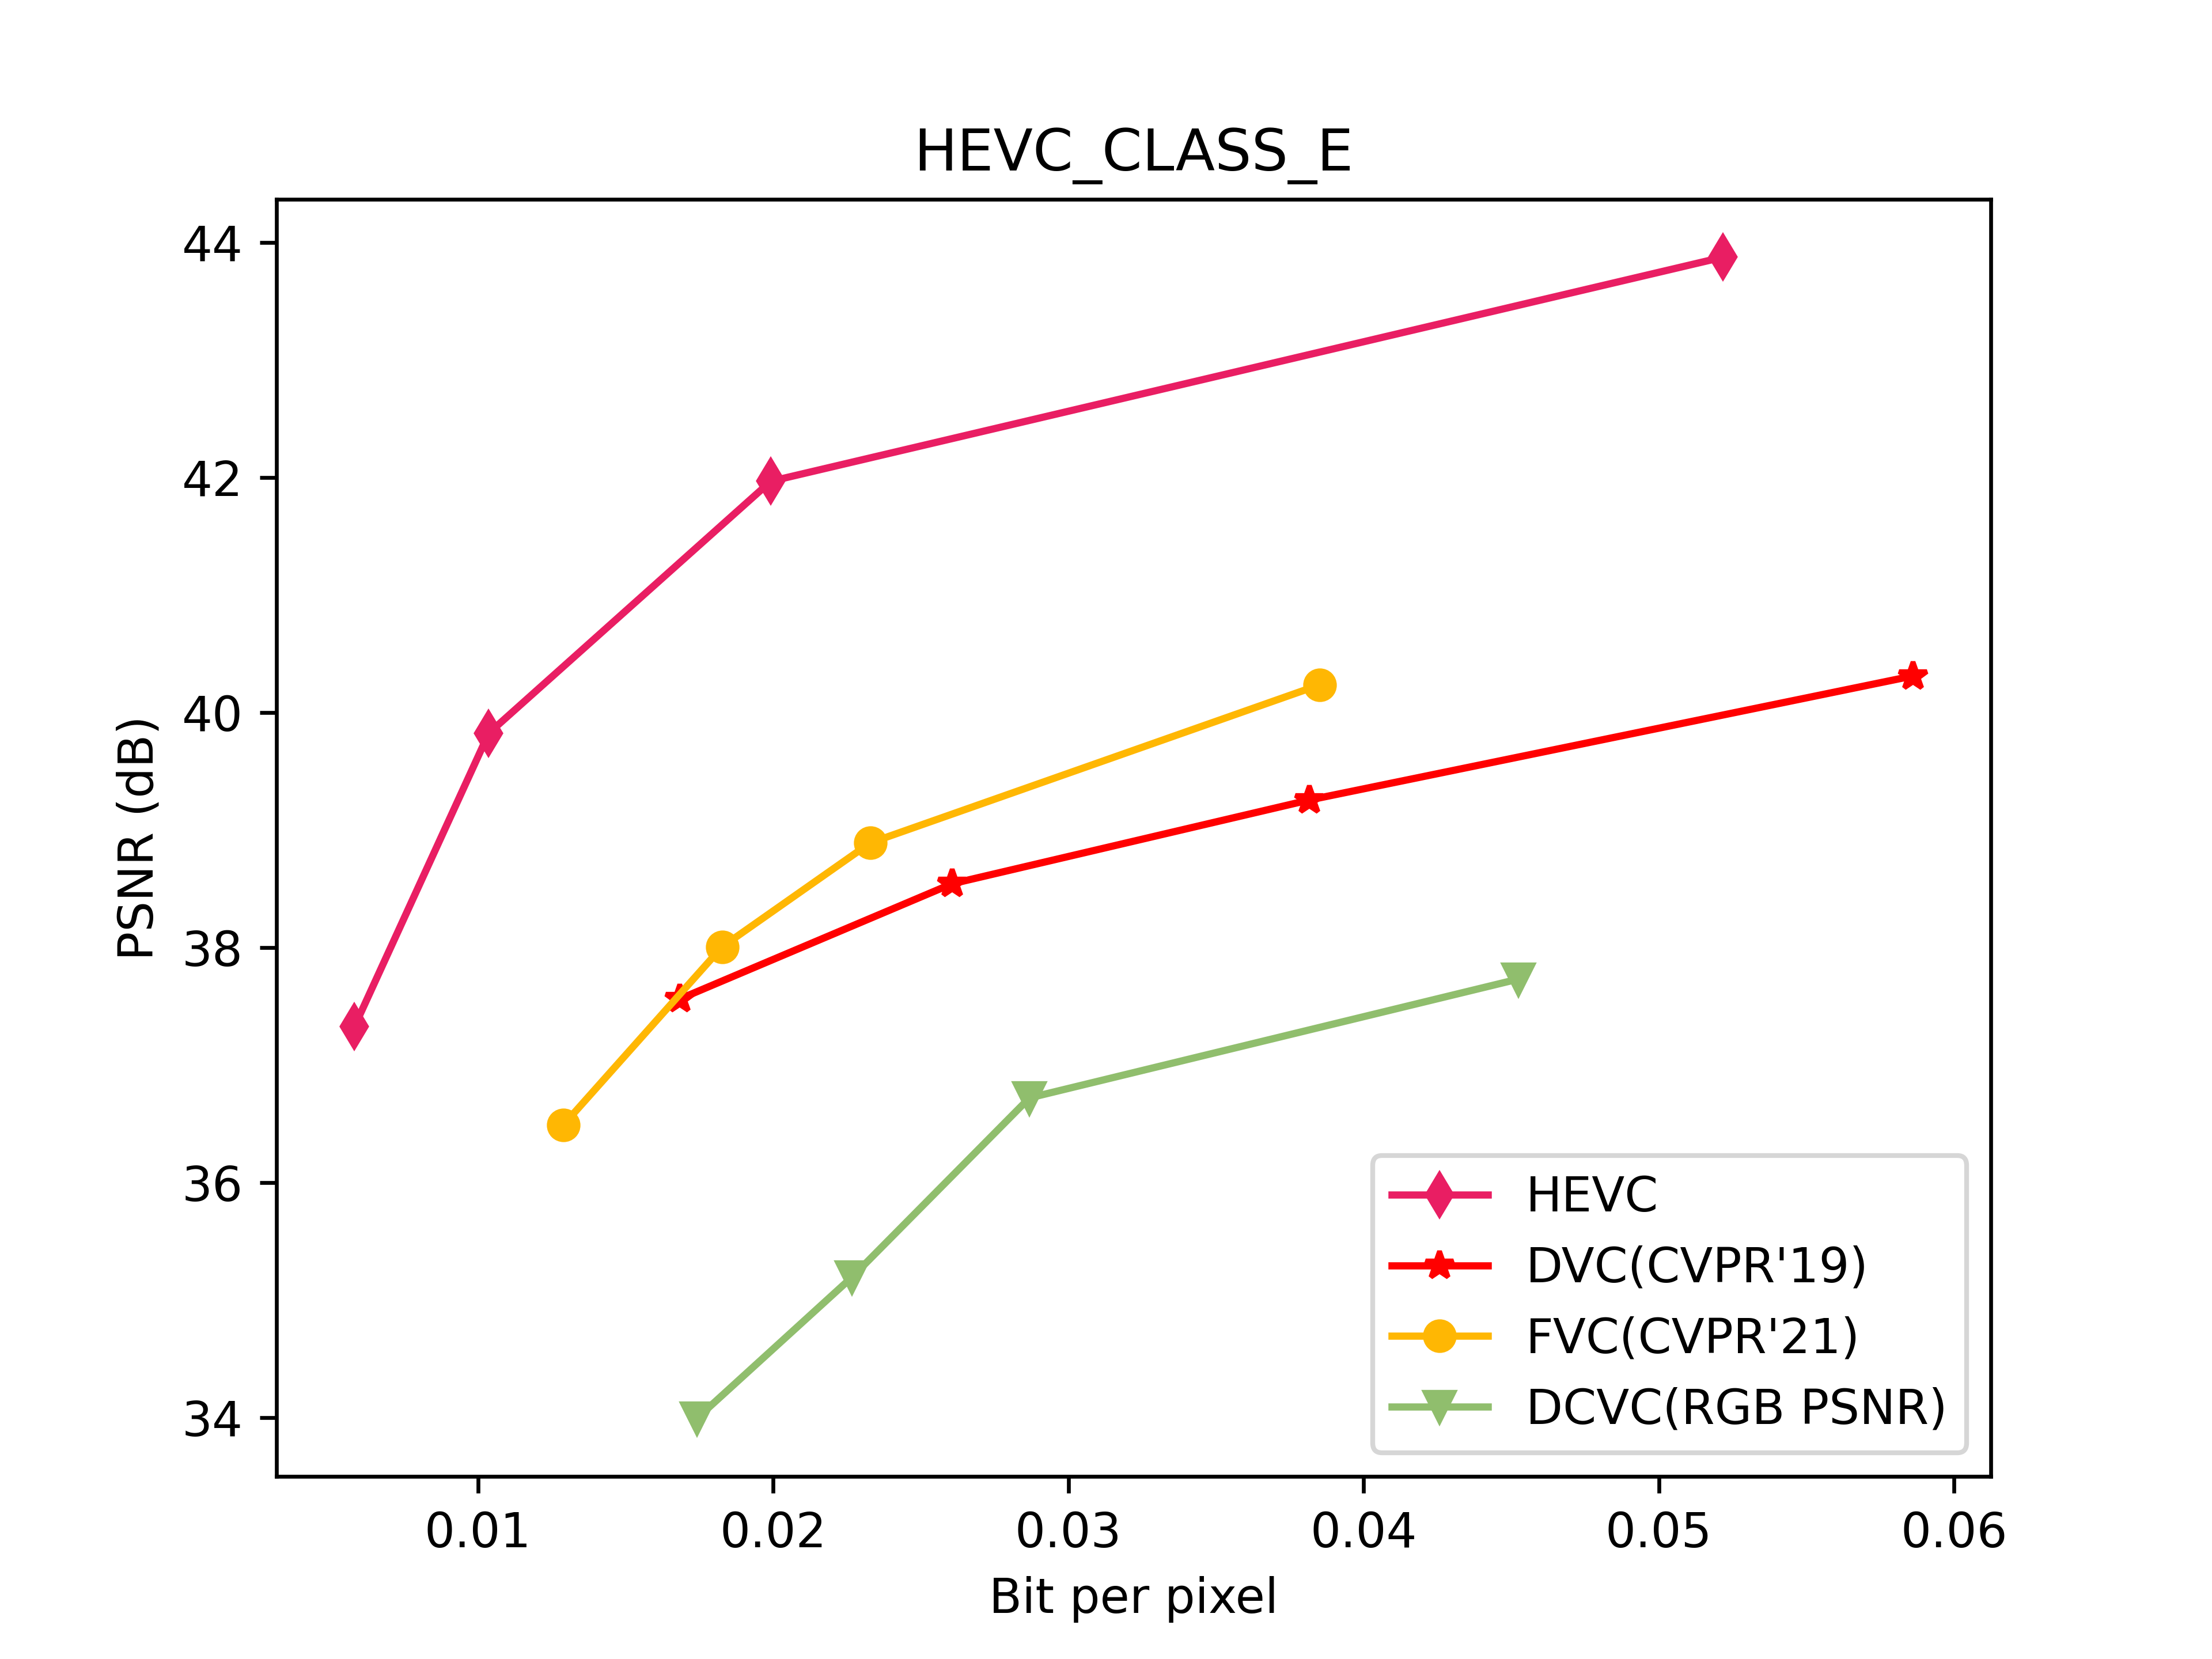 HEVC_CLASS_E
44
42
40
38
36
34
PSNR (dB)
HEVC
DVC(CVPR'19)
FVC(CVPR'21)
DCVC(RGB PSNR)
0.01 0.02 0.03 0.04 0.05 0.06
Bit per pixel